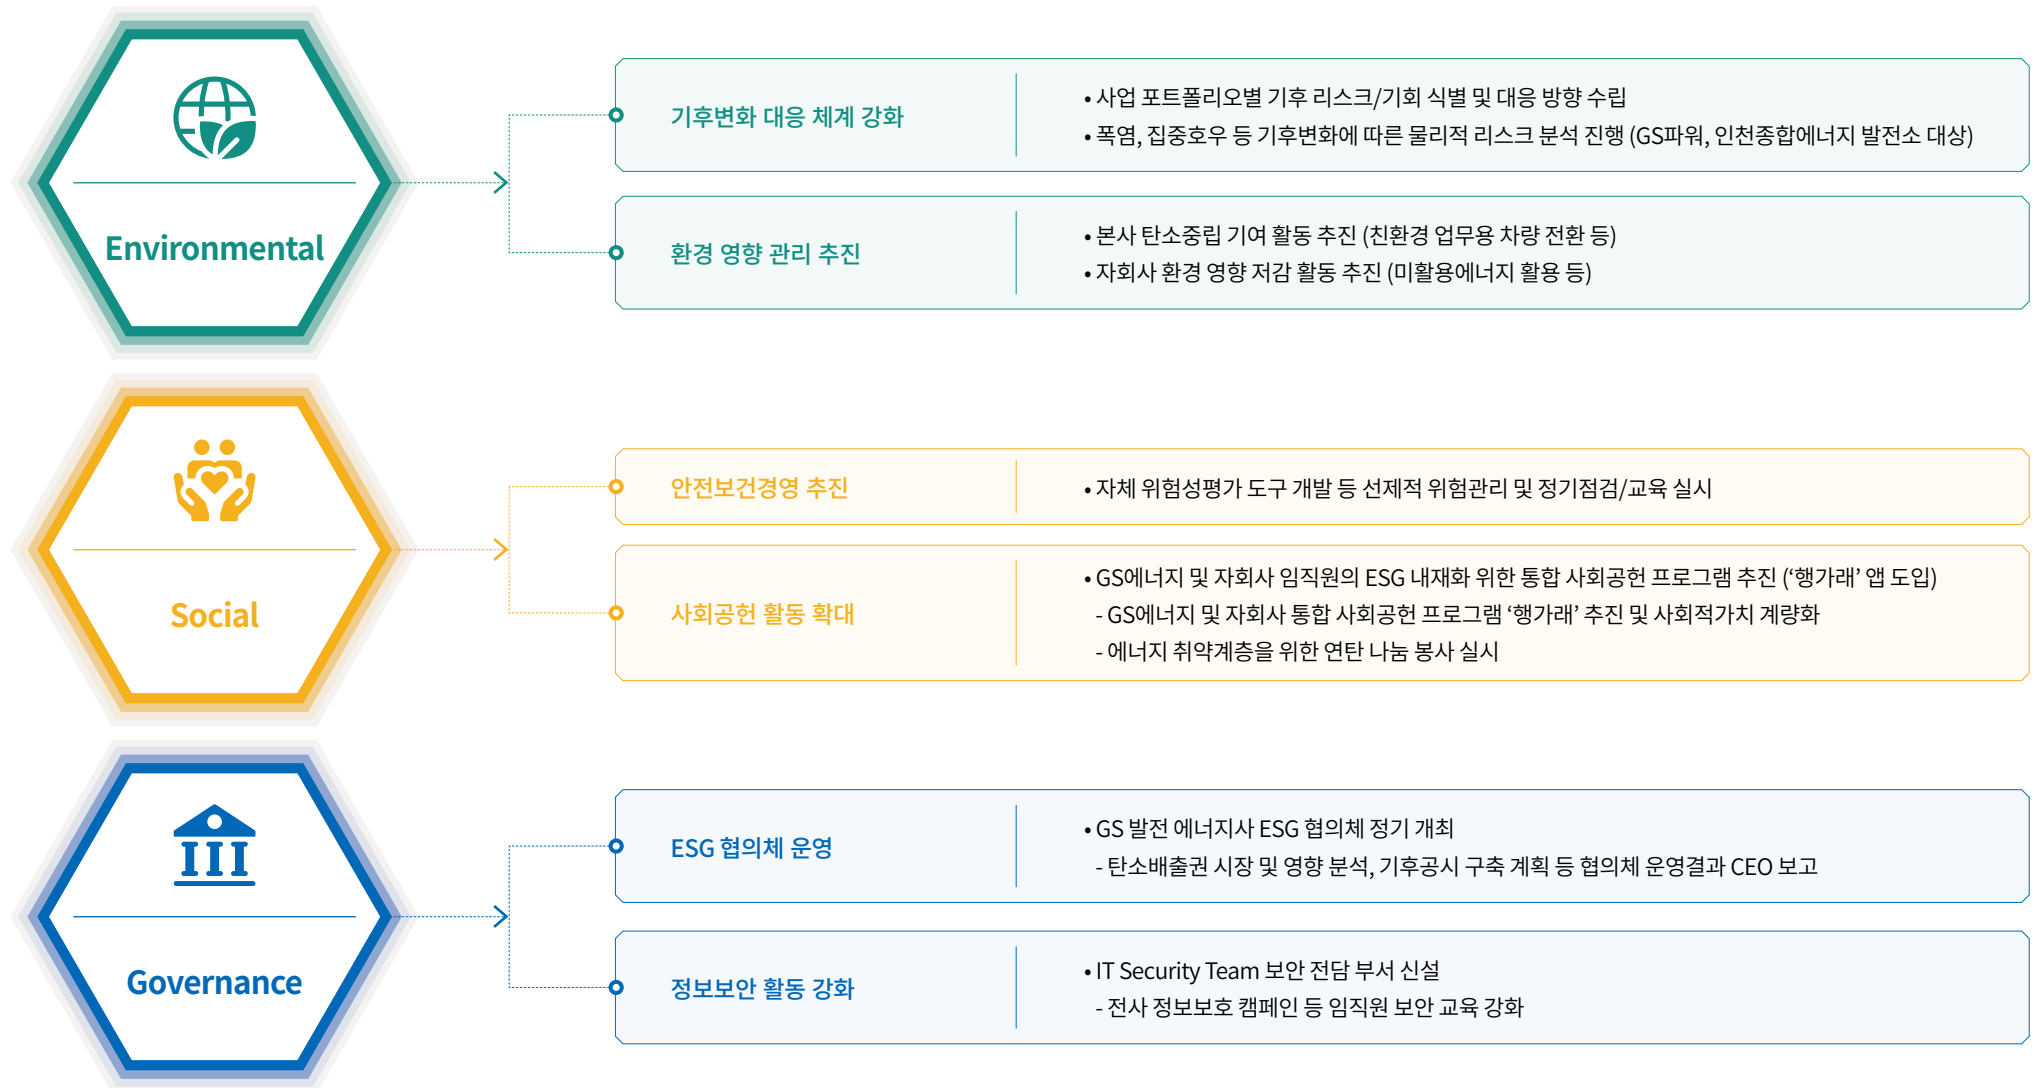 Environmental
기후변화 대응 체계 강화
• 사업 포트폴리오별 기후 리스크/기회 식별 및 대응 방향 수립
• 폭염, 집중호우 등 기후변화에 따른 물리적 리스크 분석 진행 (GS파워, 인천종합에너지 발전소 대상)
환경 영향 관리 추진
• 본사 탄소중립 기여 활동 추진 (친환경 업무용 차량 전환 등)
• 자회사 환경 영향 저감 활동 추진 (미활용에너지 활용 등)
Social
안전보건경영 추진
• 자체 위험성평가 도구 개발 등 선제적 위험관리 및 정기점검/교육 실시
사회공헌 활동 확대
• GS에너지 및 자회사 임직원의 ESG 내재화 위한 통합 사회공헌 프로그램 추진 (‘행가래’ 앱 도입)
- GS에너지 및 자회사 통합 사회공헌 프로그램 ‘행가래’ 추진 및 사회적가치 계량화
- 에너지 취약계층을 위한 연탄 나눔 봉사 실시
Governance
ESG 협의체 운영
• GS 발전 에너지사 ESG 협의체 정기 개최
- 탄소배출권 시장 및 영향 분석, 기후공시 구축 계획 등 협의체 운영결과 CEO 보고
정보보안 활동 강화
• IT Security Team 보안 전담 부서 신설
- 전사 정보보호 캠페인 등 임직원 보안 교육 강화